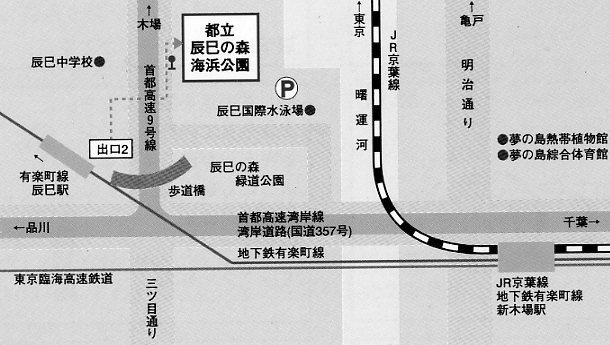 ↑木場
都立
辰巳の森
海浜公園
↑東京
JR京葉線
↑亀戸
明治通り
辰巳中学校
首都高速9号線
P
辰巳国際水泳場
曙運河
夢の島熱帯植物館
夢の島綜合体育館
出口2
有楽町線
辰巳駅
歩道橋
辰巳の森
緑道公園
←品川
首都高速湾岸線
湾岸道路(国道357号)
千葉→
地下鉄有楽町線
東京臨海高速鉄道
三ツ目通り
JR京葉線
地下鉄有楽町線
新木場駅